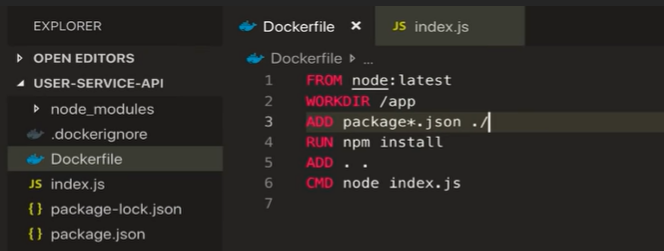 EXPLORER
OPEN EDITORS
USER-SERVICE-API
node_modules
.dockerignore
Dockerfile
JS index.js
{} package-lock.json
{} package.json
Dockerfile × JS index.js
Dockerfile ...
1 FROM node:latest
2 WORKDIR /app
3 ADD package*.json ./
4 RUN npm install
5 ADD . .
6 CMD node index.js
7